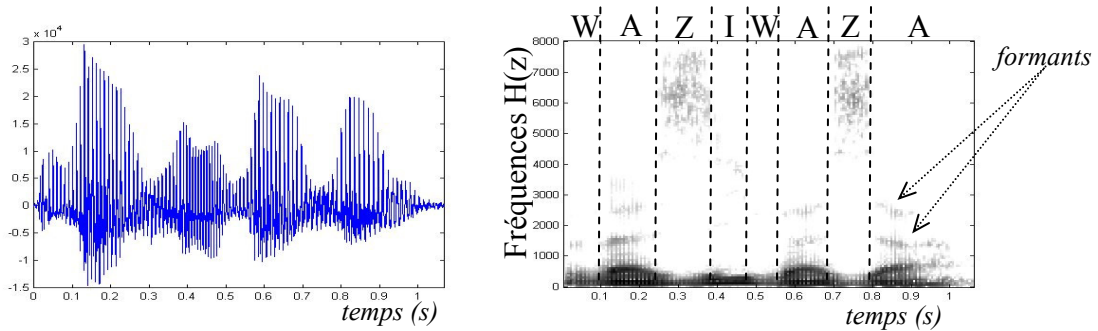 x 10⁴
3
2.5
2
1.5
1
0.5
0
-0.5
-1
-1.5
0 0.1 0.2 0.3 0.4 0.5 0.6 0.7 0.8 0.9 1
temps (s)
W A Z I W A Z A
formants
Fréquences H(z)
8000
7000
6000
5000
4000
3000
2000
1000
0
0.1 0.2 0.3 0.4 0.5 0.6 0.7 0.8 0.9 1
temps (s)